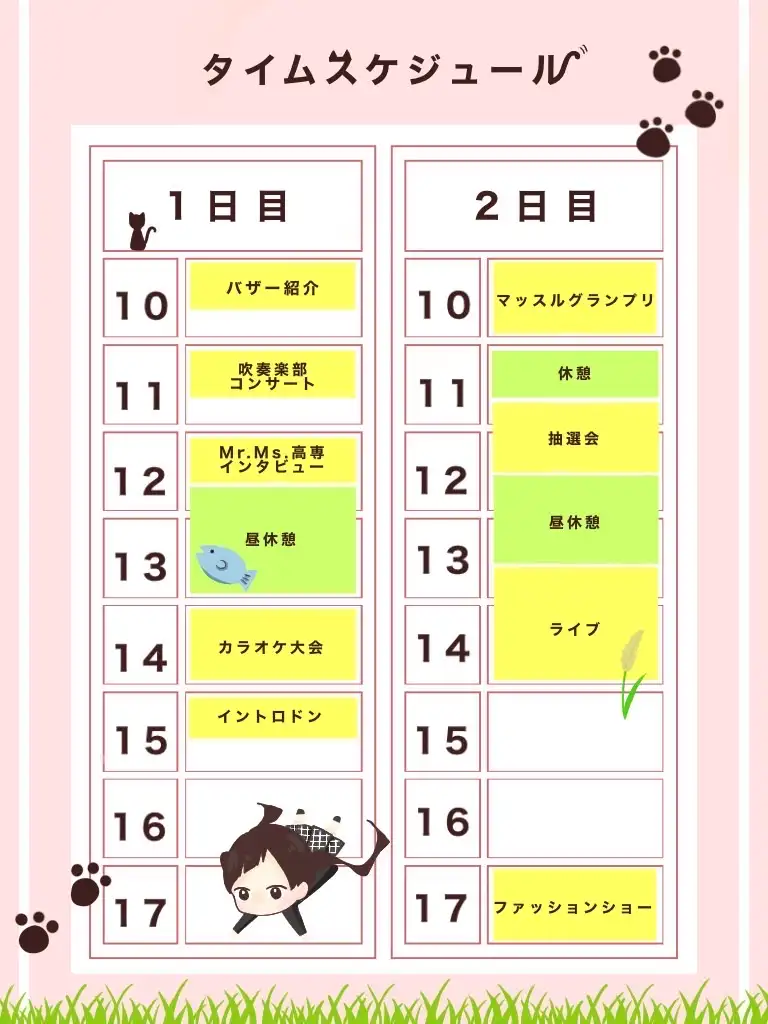 タイムスケジュール
1日目
10
バザー紹介
11
吹奏楽部
コンサート
12
Mr.Ms.高専
インタビュー
昼休憩
13
14
カラオケ大会
15
イントロドン
16
17
2日目
10
マッスルグランプリ
11
休憩
抽選会
12
昼休憩
13
ライブ
14
15
16
17
ファッションショー